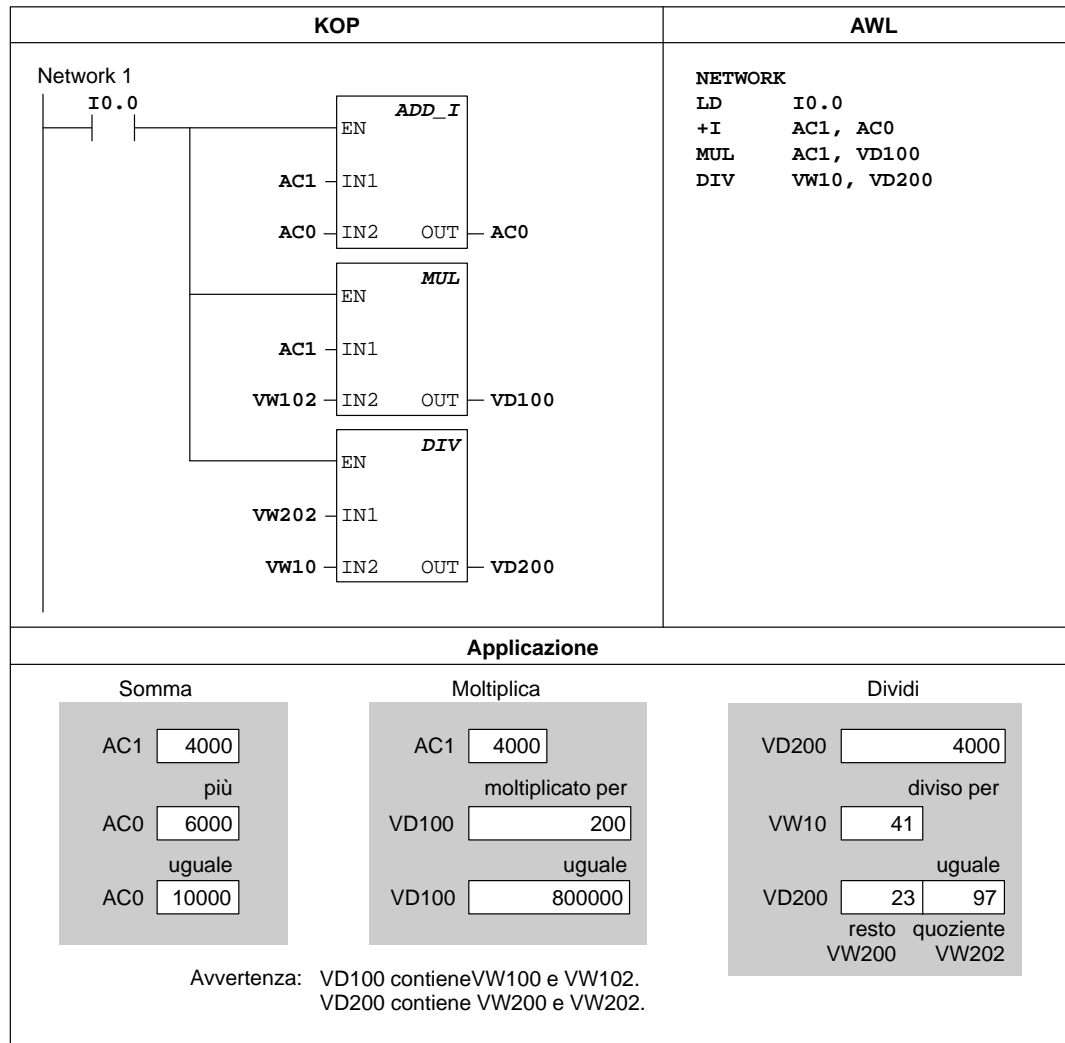 KOP
AWL
Network 1
I0.0
ADD_I
EN
AC1 IN1
AC0 IN2 OUT AC0
MUL
EN
AC1 IN1
VW102 IN2 OUT VD100
DIV
EN
VW202 IN1
VW10 IN2 OUT VD200
NETWORK
LD I0.0
+I AC1, AC0
MUL AC1, VD100
DIV VW10, VD200
Applicazione
Somma
AC1 4000
più
AC0 6000
uguale
AC0 10000
Moltiplica
AC1 4000
moltiplicato per
VD100 200
uguale
VD100 800000
Dividi
VD200 4000
diviso per
VW10 41
uguale
VD200 23 97
resto quoziente
VW200 VW202
Avvertenza: VD100 contieneVW100 e VW102.
VD200 contiene VW200 e VW202.